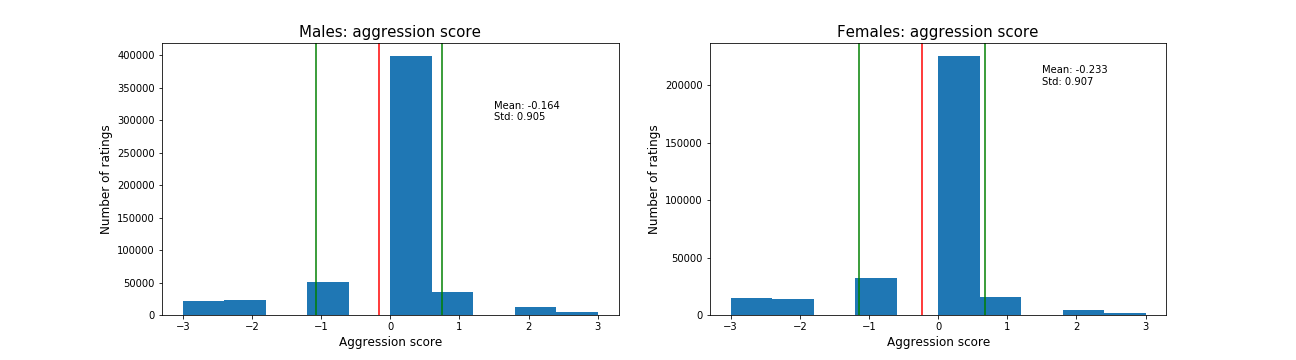 Males: aggression score
400000
350000
300000
250000
200000
150000
100000
50000
0
Number of ratings
Mean: -0.164
Std: 0.905
−3 −2 −1 0 1 2 3
Aggression score
Females: aggression score
200000
150000
100000
50000
0
Number of ratings
Mean: -0.233
Std: 0.907
−3 −2 −1 0 1 2 3
Aggression score